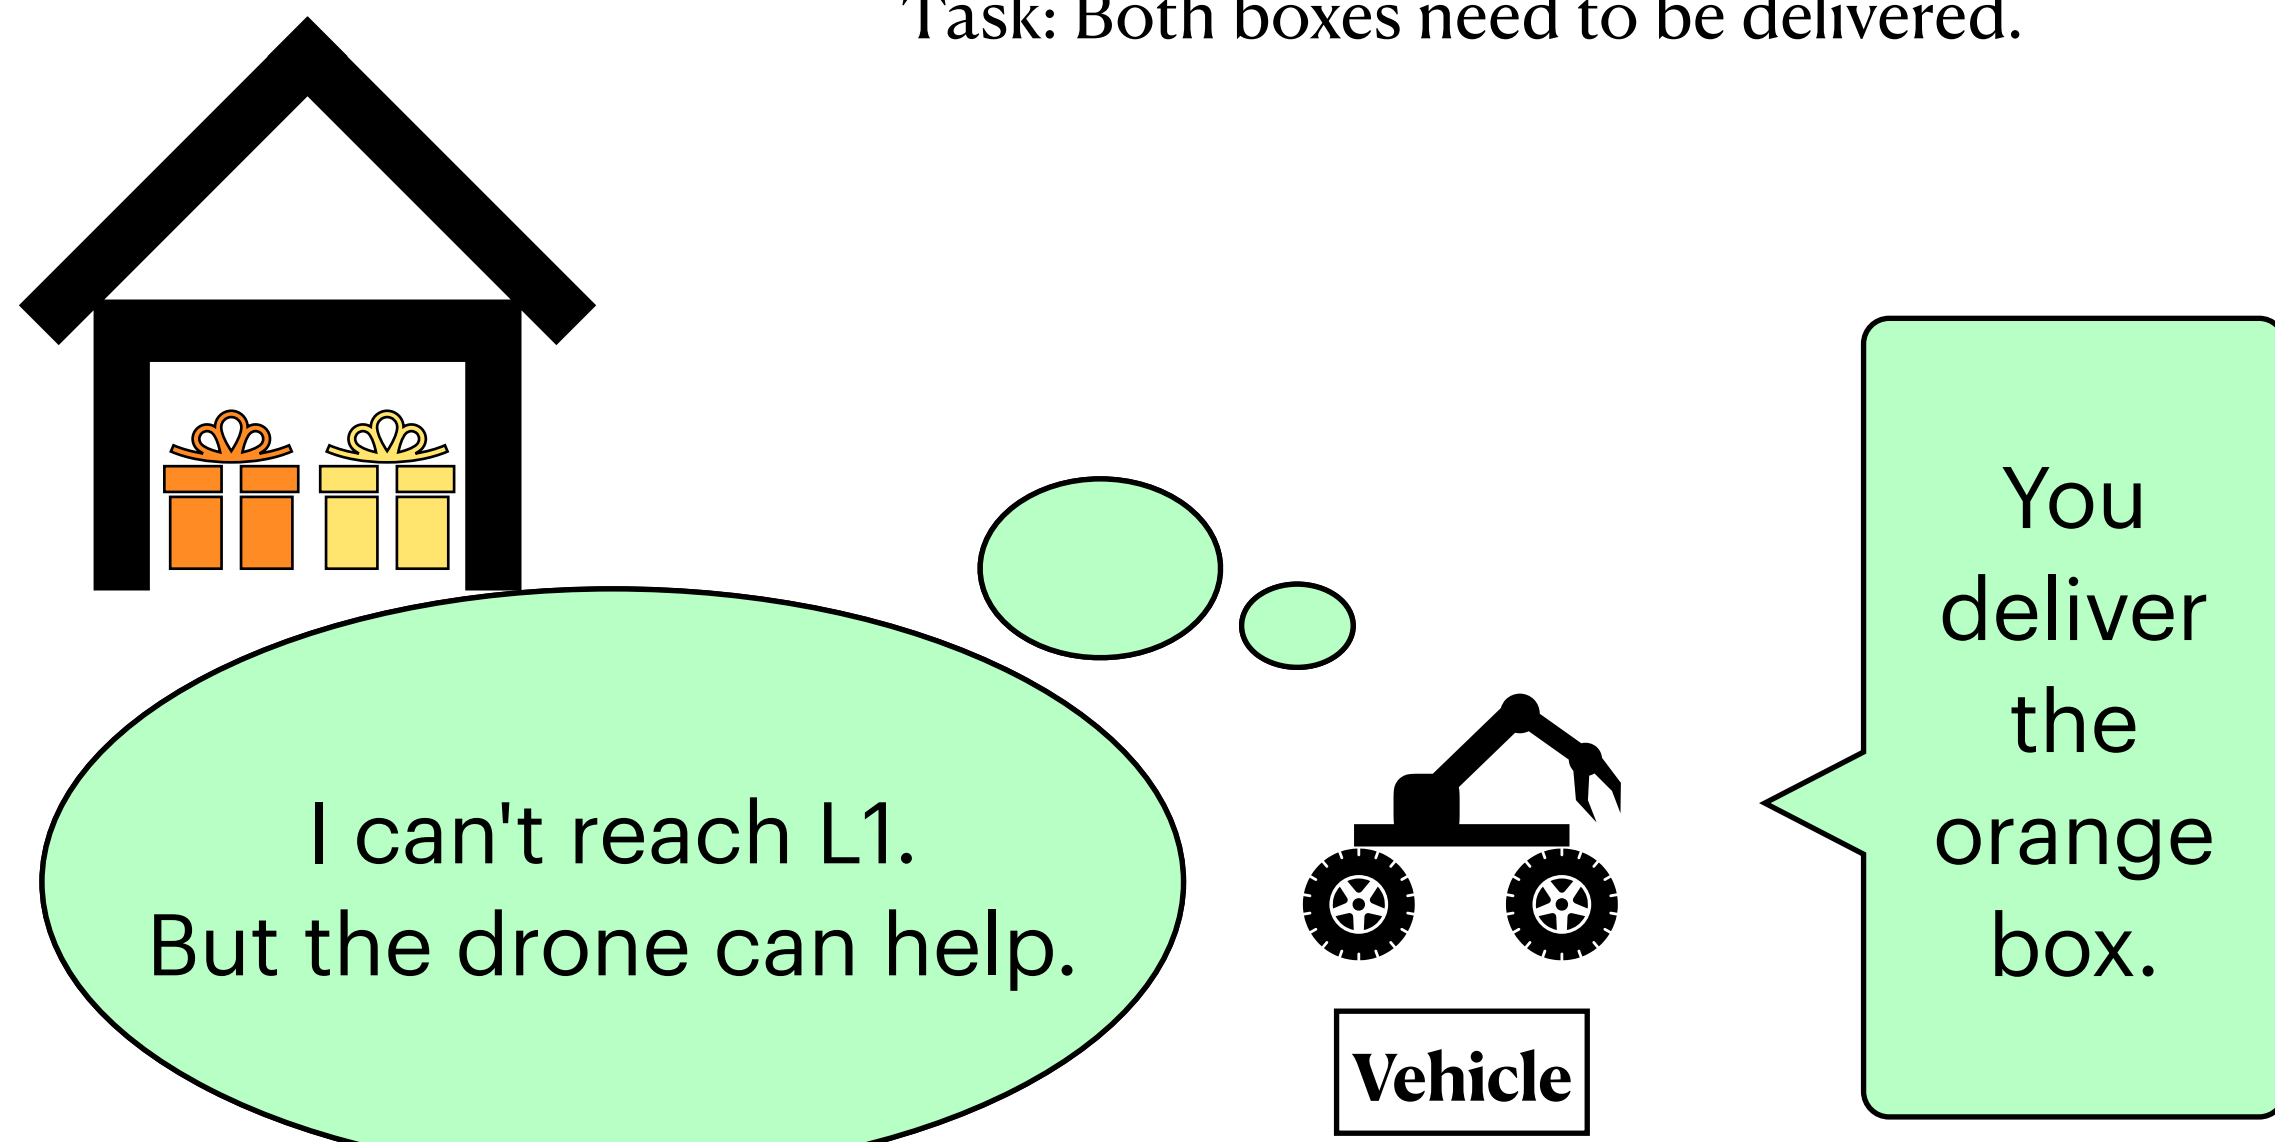 Task: Both boxes need to be delivered.
I can't reach L1.
But the drone can help.
Vehicle
You
deliver
the
orange
box.